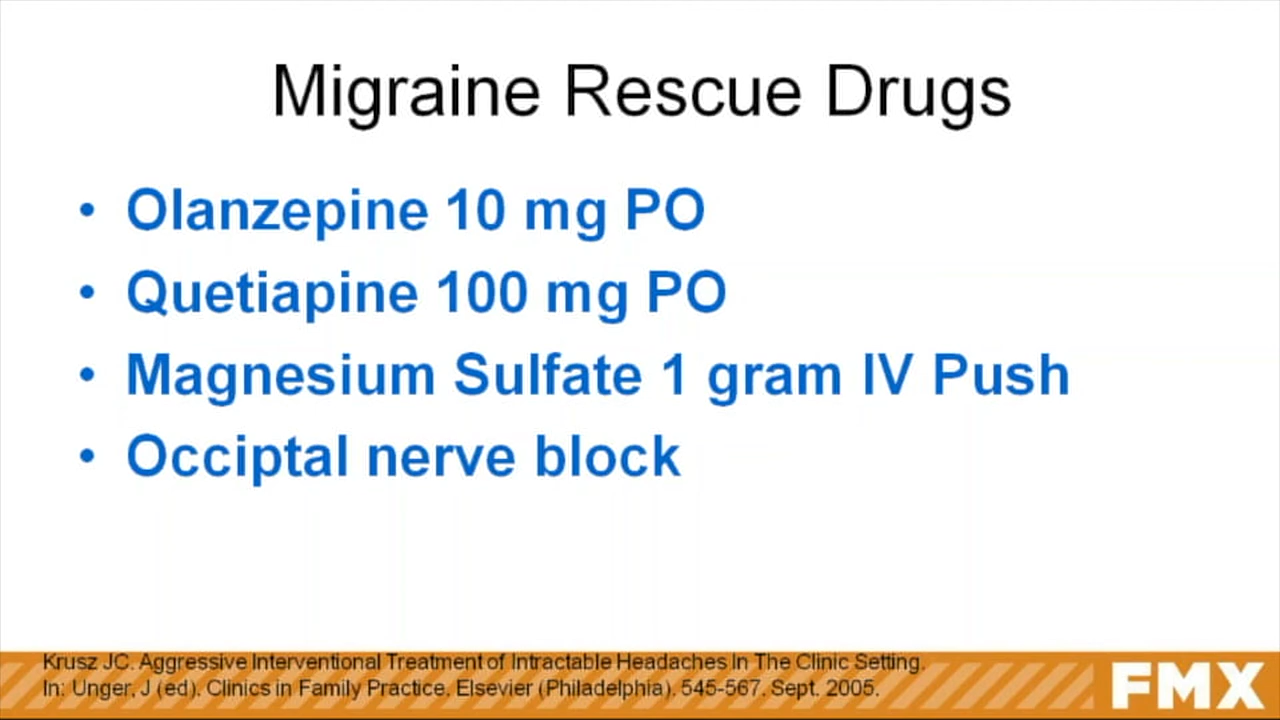 Migraine Rescue Drugs
• Olanzepine 10 mg PO
• Quetiapine 100 mg PO
• Magnesium Sulfate 1 gram IV Push
• Occiptal nerve block
Krusz JC. Aggressive Interventional Treatment of Intractable Headaches In The Clinic Setting.
In: Unger, J (ed). Clinics in Family Practice. Elsevier (Philadelphia). 545-567. Sept. 2005.
FMX